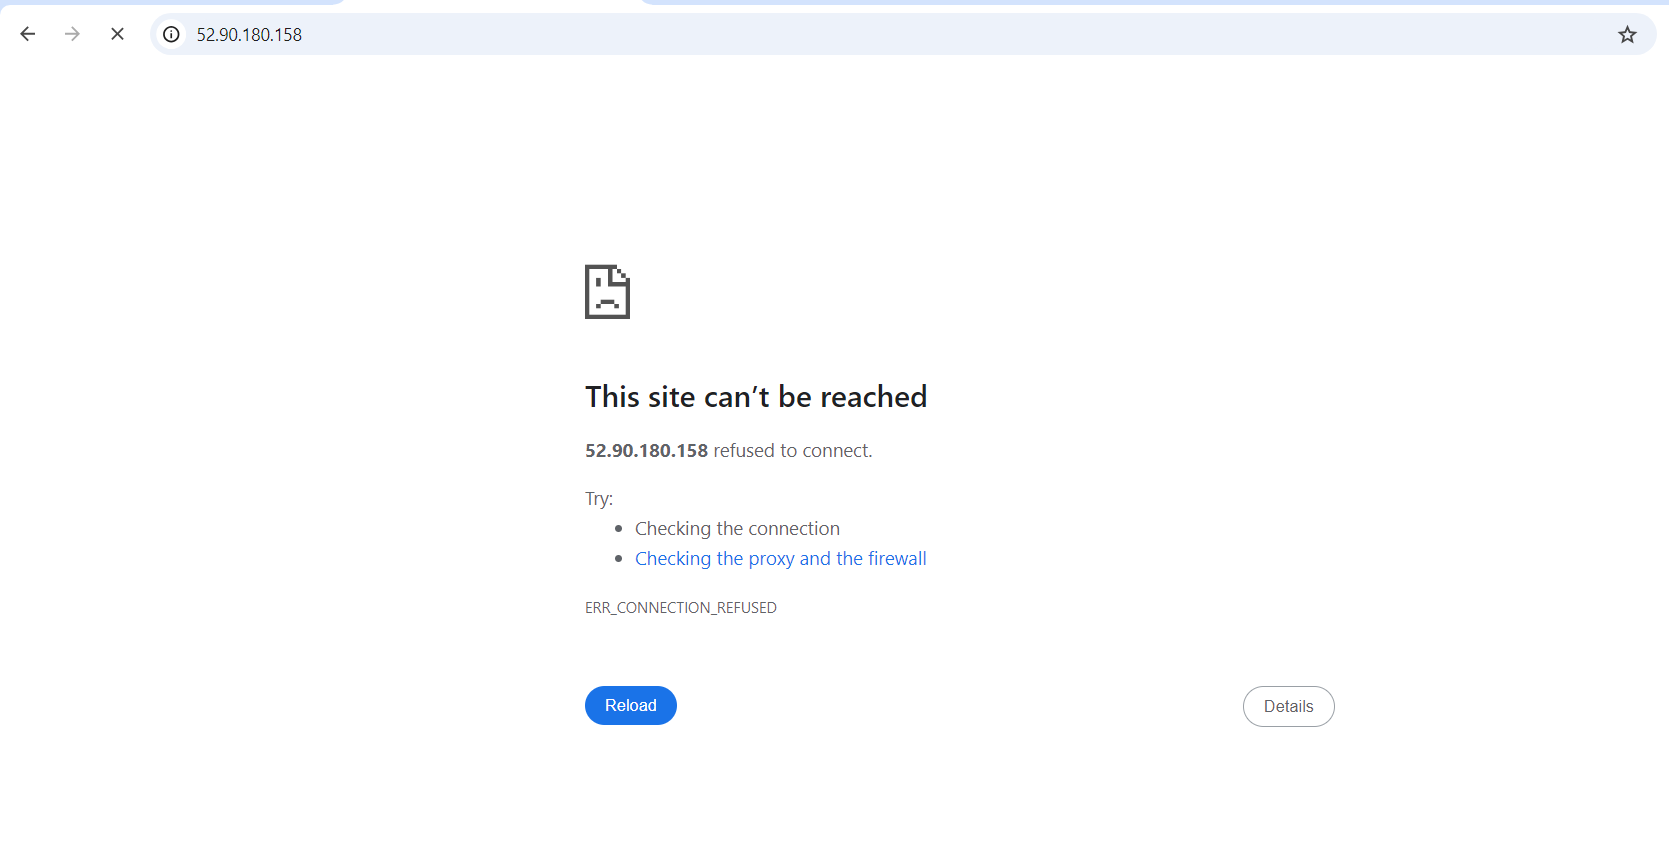 52.90.180.158
This site can’t be reached
52.90.180.158 refused to connect.
Try:
Checking the connection
Checking the proxy and the firewall
ERR_CONNECTION_REFUSED
Reload
Details